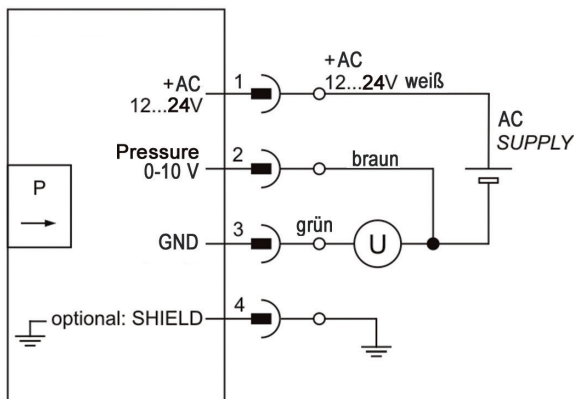 +AC
12...24V
1
+AC
12...24V weiß
AC
SUPPLY
Pressure
0-10 V
2
braun
P
GND
3
grün
U
optional: SHIELD
4